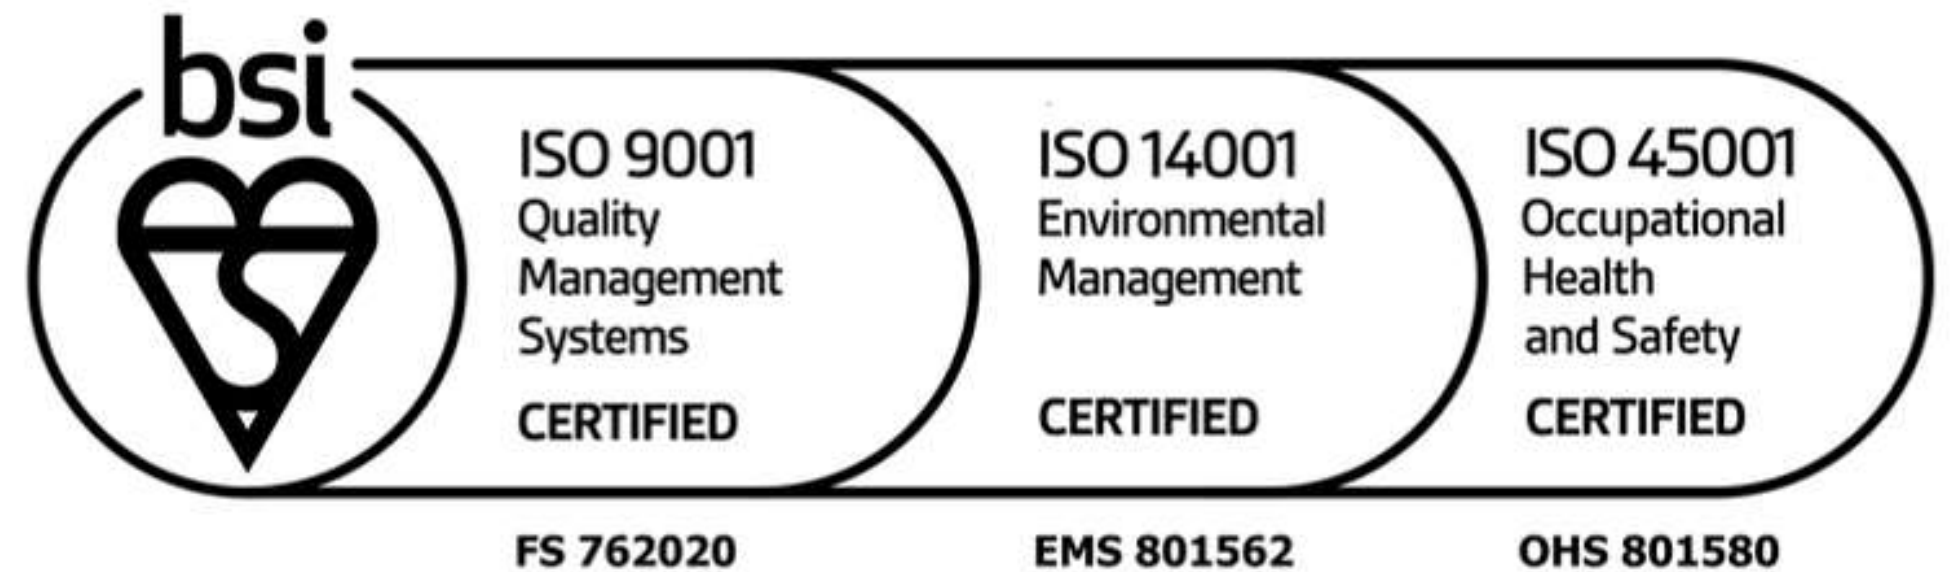 bsi
ISO 9001
Quality
Management
Systems
CERTIFIED
FS 762020
ISO 14001
Environmental
Management
CERTIFIED
EMS 801562
ISO 45001
Occupational
Health
and Safety
CERTIFIED
OHS 801580